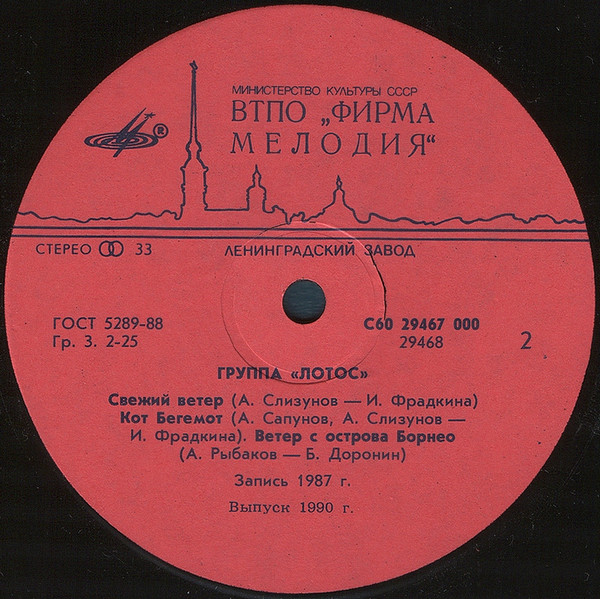 МИНИСТЕРСТВО КУЛЬТУРЫ СССР
ВТПО „ФИРМА
МЕЛОДИЯ“
СТЕРЕО 33
ЛЕНИНГРАДСКИЙ ЗАВОД
ГОСТ 5289-88
Гр. 3. 2-25
С60 29467 000
29468
2
ГРУППА «ЛОТОС»
Свежий ветер (А. Слизунов — И. Фрадкина)
Кот Бегемот (А. Сапунов, А. Слизунов —
И. Фрадкина). Ветер с острова Борнео
(А. Рыбаков — Б. Доронин)
Запись 1987 г.
Выпуск 1990 г.